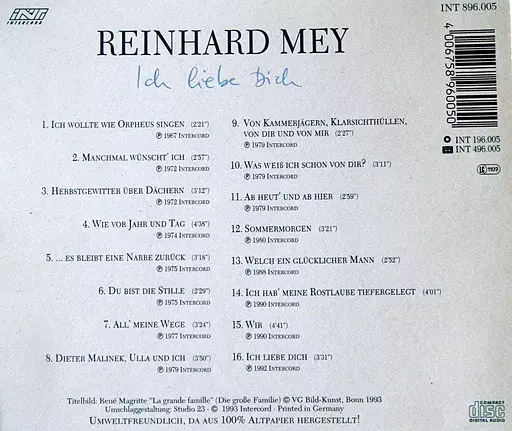 INT
INTERCORD
INT 896.005
REINHARD MEY
Ich liebe Dich
4 006758 960050
INT 196.005
INT 496.005
LC 1109
1. Ich wollte wie Orpheus singen (2'21")
℗ 1967 Intercord
2. Manchmal wünscht' ich (2'57")
℗ 1972 Intercord
3. Herbstgewitter über Dächern (3'12")
℗ 1972 Intercord
4. Wie vor Jahr und Tag (4'38")
℗ 1974 Intercord
5. ... es bleibt eine Narbe zurück (3'18")
℗ 1975 Intercord
6. Du bist die Stille (2'29")
℗ 1975 Intercord
7. All' meine Wege (3'24")
℗ 1977 Intercord
8. Dieter Malinek, Ulla und ich (3'50")
℗ 1979 Intercord
9. Von Kammerjägern, Klarsichthüllen,
von dir und von mir (2'27")
℗ 1979 Intercord
10. Was weiß ich schon von dir? (3'11")
℗ 1979 Intercord
11. Ab heut' und ab hier (2'59")
℗ 1979 Intercord
12. Sommermorgen (3'21")
℗ 1980 Intercord
13. Welch ein glücklicher Mann (2'52")
℗ 1988 Intercord
14. Ich hab' meine Rostlaube tiefergelegt (4'01")
℗ 1990 Intercord
15. Wir (4'41")
℗ 1990 Intercord
16. Ich liebe dich (3'31")
℗ 1992 Intercord
Titelbild: René Magritte "La grande famille" (Die große Familie) © VG Bild-Kunst, Bonn 1993
Umschlaggestaltung: Studio 23 - © 1993 Intercord - Printed in Germany
Umweltfreundlich, da aus 100% Altpapier hergestellt!
COMPACT
disc
DIGITAL AUDIO